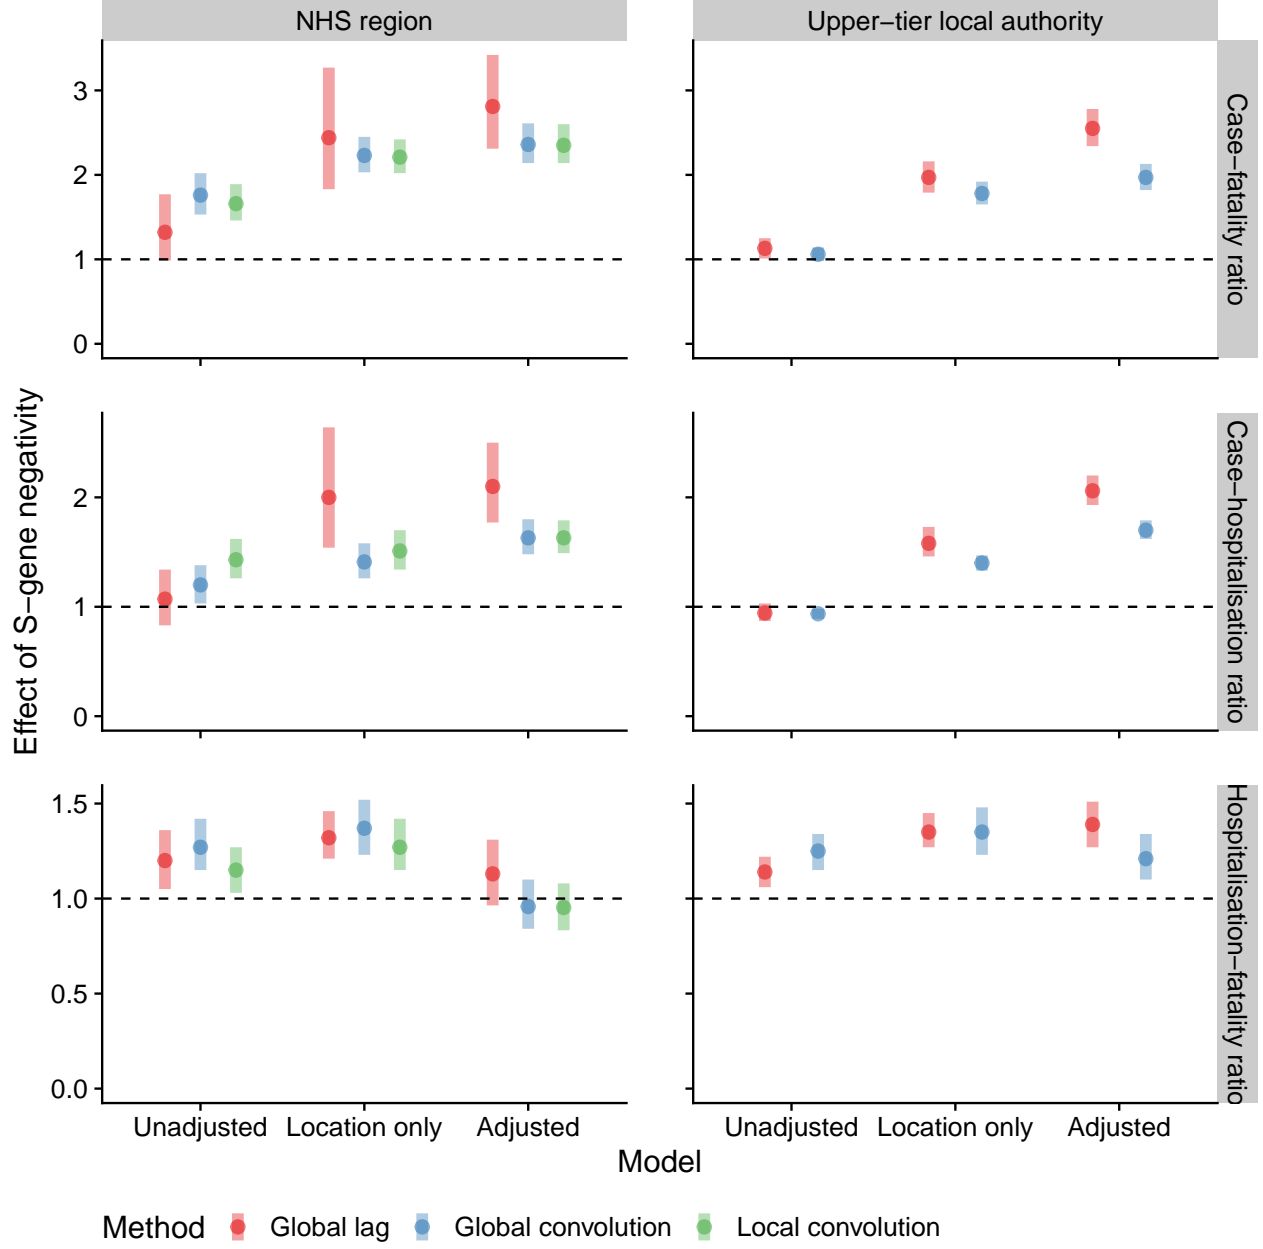 NHS region
Upper−tier local authority
3
2
1
0
Case−fatality ratio
2
1
0
Case−hospitalisation ratio
1.5
1.0
0.5
0.0
Hospitalisation−fatality ratio
Effect of S−gene negativity
Unadjusted Location only Adjusted
Unadjusted Location only Adjusted
Model
Method Global lag Global convolution Local convolution